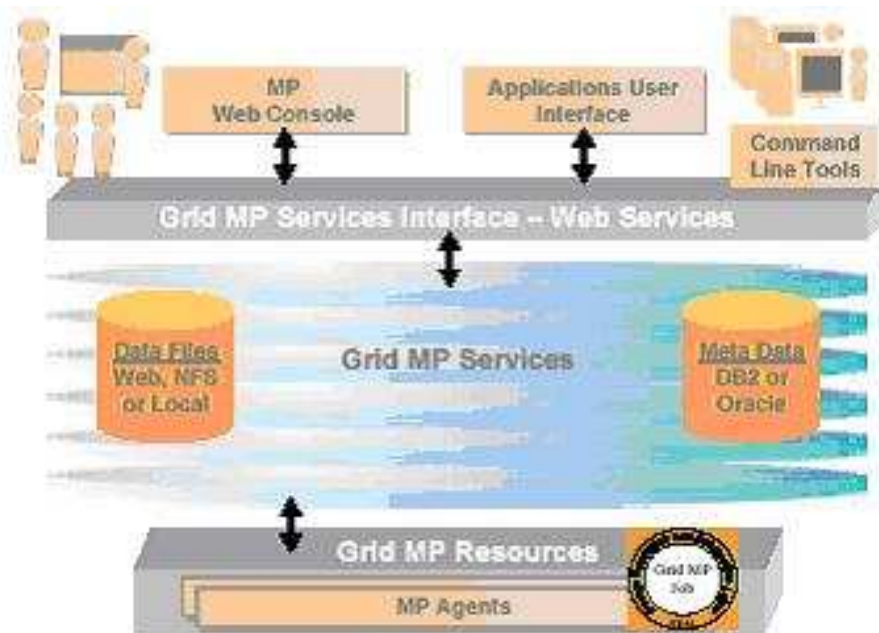 MP
Web Console
Applications User
Interface
Command
Line Tools
Grid MP Services Interface – Web Services
Data Files
Web, NFS
or Local
Grid MP Services
Meta Data
DB2 or
Oracle
Grid MP Resources
MP Agents
Grid MP
Job